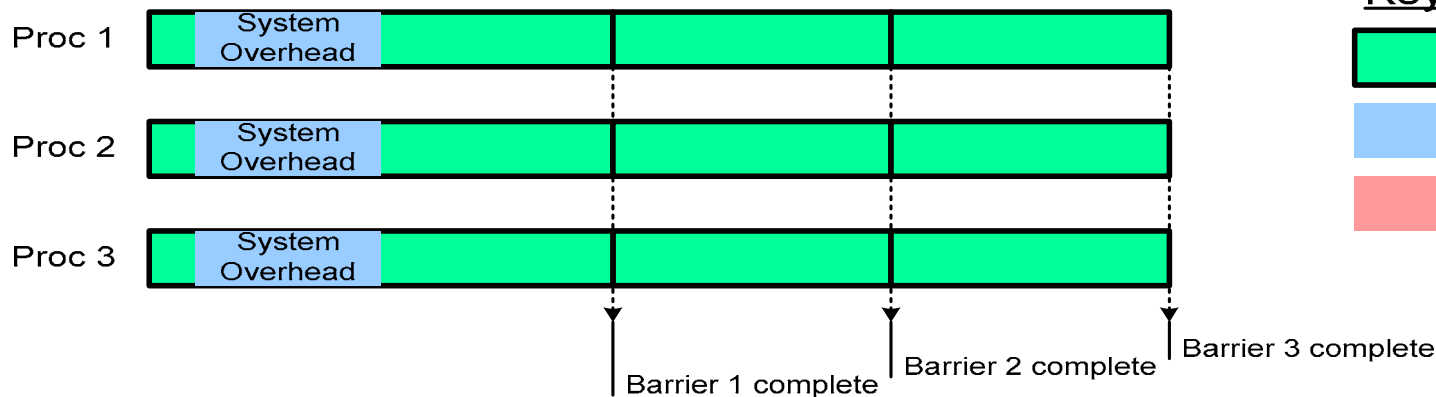 Proc 1
System
Overhead
Proc 2
System
Overhead
Proc 3
System
Overhead
Barrier 1 complete
Barrier 2 complete
Barrier 3 complete